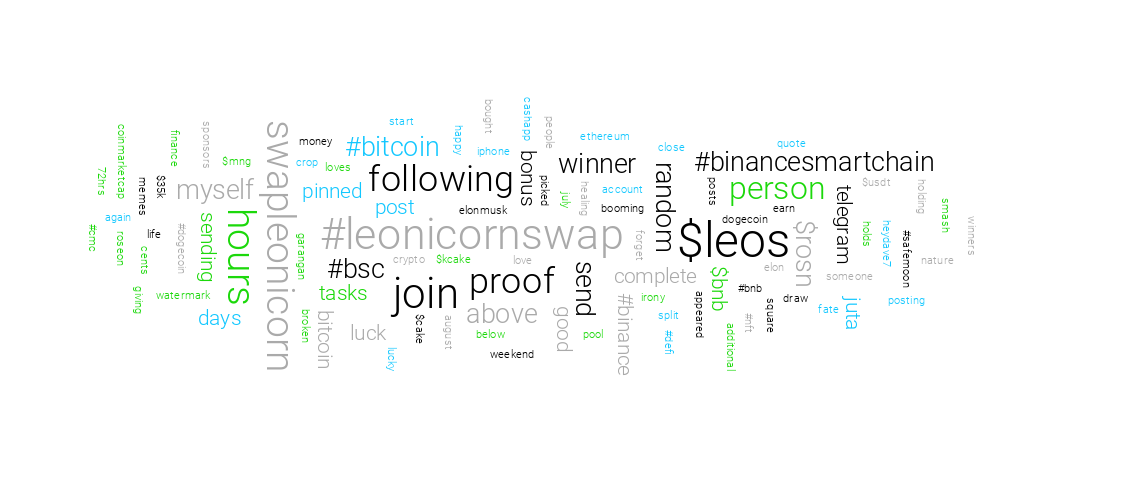 coinmarketcap
72hrs
#cmc
again
roseon
memes
life
cents
giving
$35k
finance
#dogecoin
watermark
sponsors
myself
sending
days
$mng
hours
swapleonicorn
money
crop
loves
pinned
garangan
tasks
broken
bitcoin
start
#bitcoin
following
post
#leonicornswap
#bsc
crypto
luck
lucky
join
$cake
august
happy
iphone
bought
elonmusk
$kcake
love
proof
above
below
weekend
cashapp
bonus
people
picked
winner
july
healing
good
send
pool
ethereum
account
booming
forget
complete
#binance
irony
split
#defi
close
random
$leos
appeared
$bnb
additional
#binancesmartchain
posts
person
dogecoin
earn
elon
#bnb
#nft
square
draw
quote
$rosn
telegram
someone
fate
juta
$usdt
holds
heydave7
#safemoon
posting
holding
smash
nature
winners